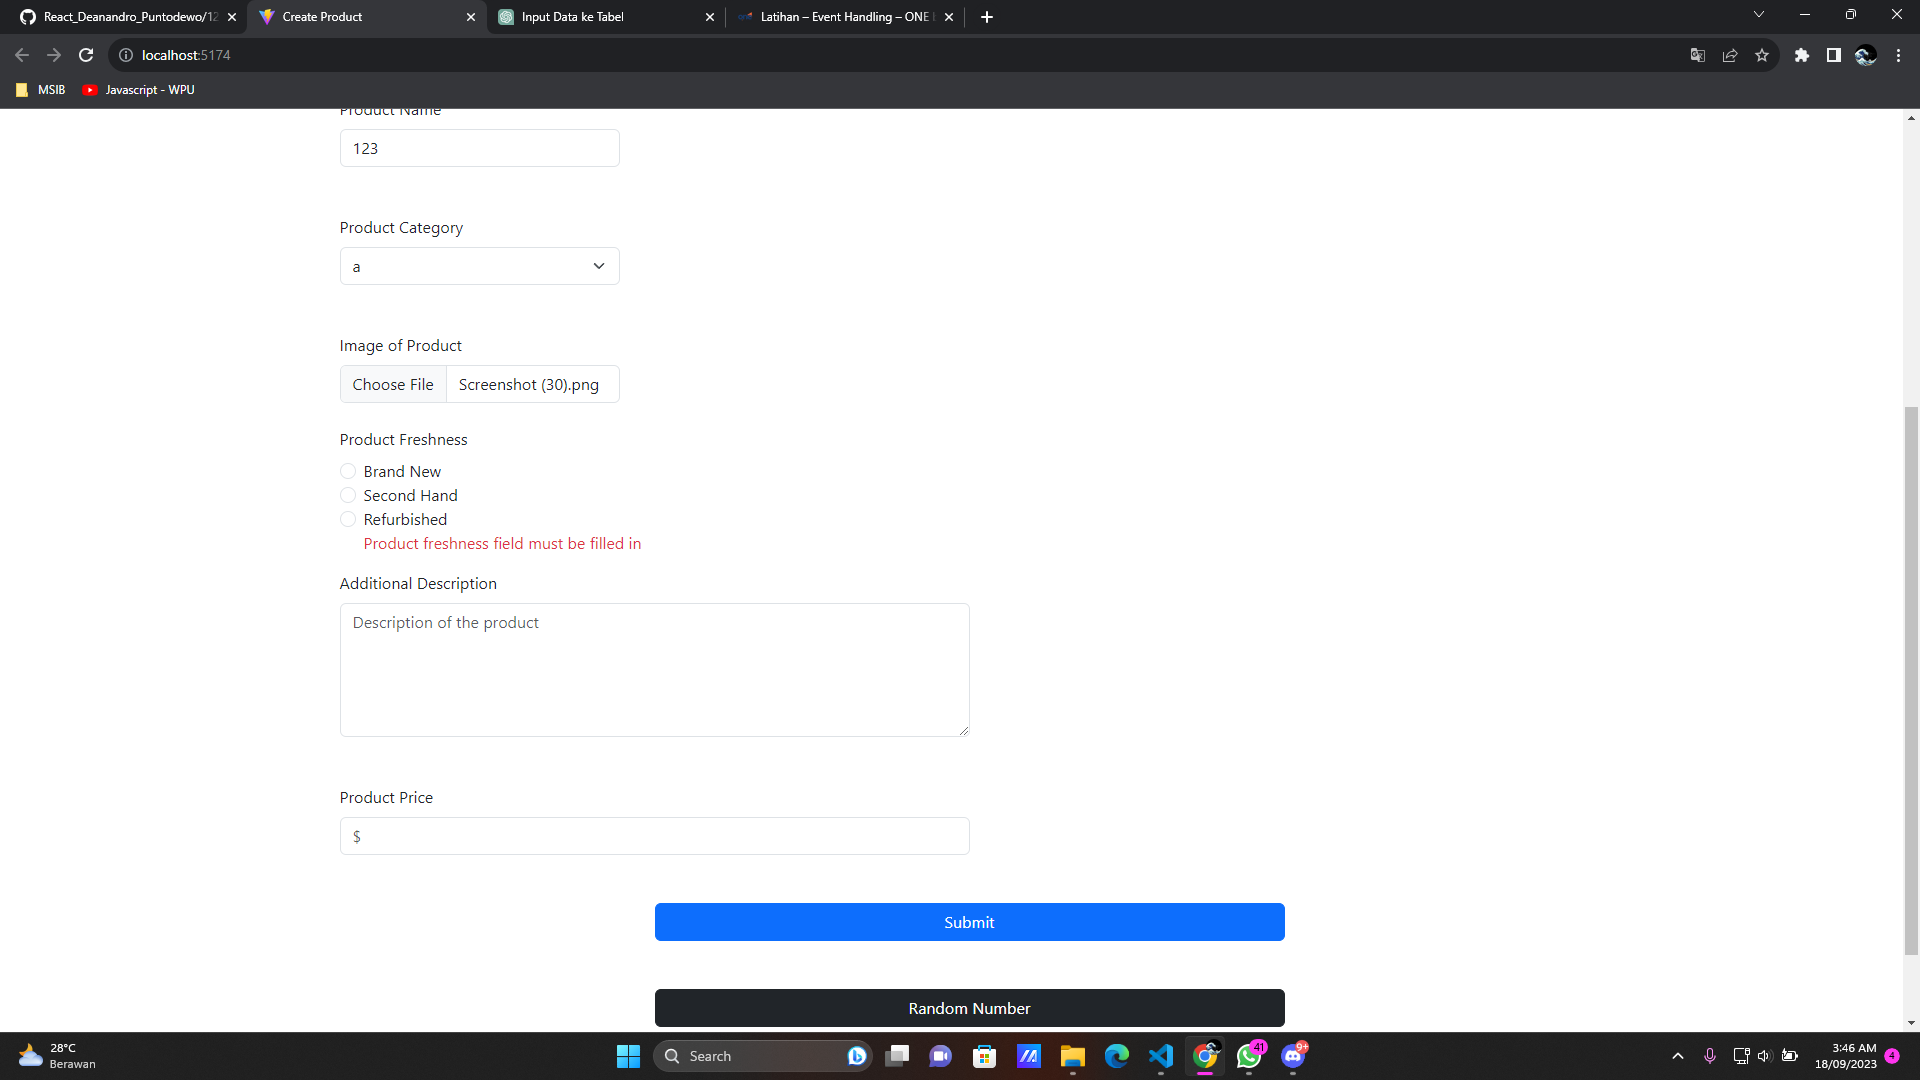 React_Deanandro_Puntodewo/12
Create Product
Input Data ke Tabel
Latihan – Event Handling – ONE
localhost:5174
MSIB
Javascript - WPU
Product Name
123
Product Category
a
Image of Product
Choose File
Screenshot (30).png
Product Freshness
Brand New
Second Hand
Refurbished
Product freshness field must be filled in
Additional Description
Description of the product
Product Price
$
Submit
Random Number
28°C
Berawan
Search
41
9+
3:46 AM
18/09/2023
4